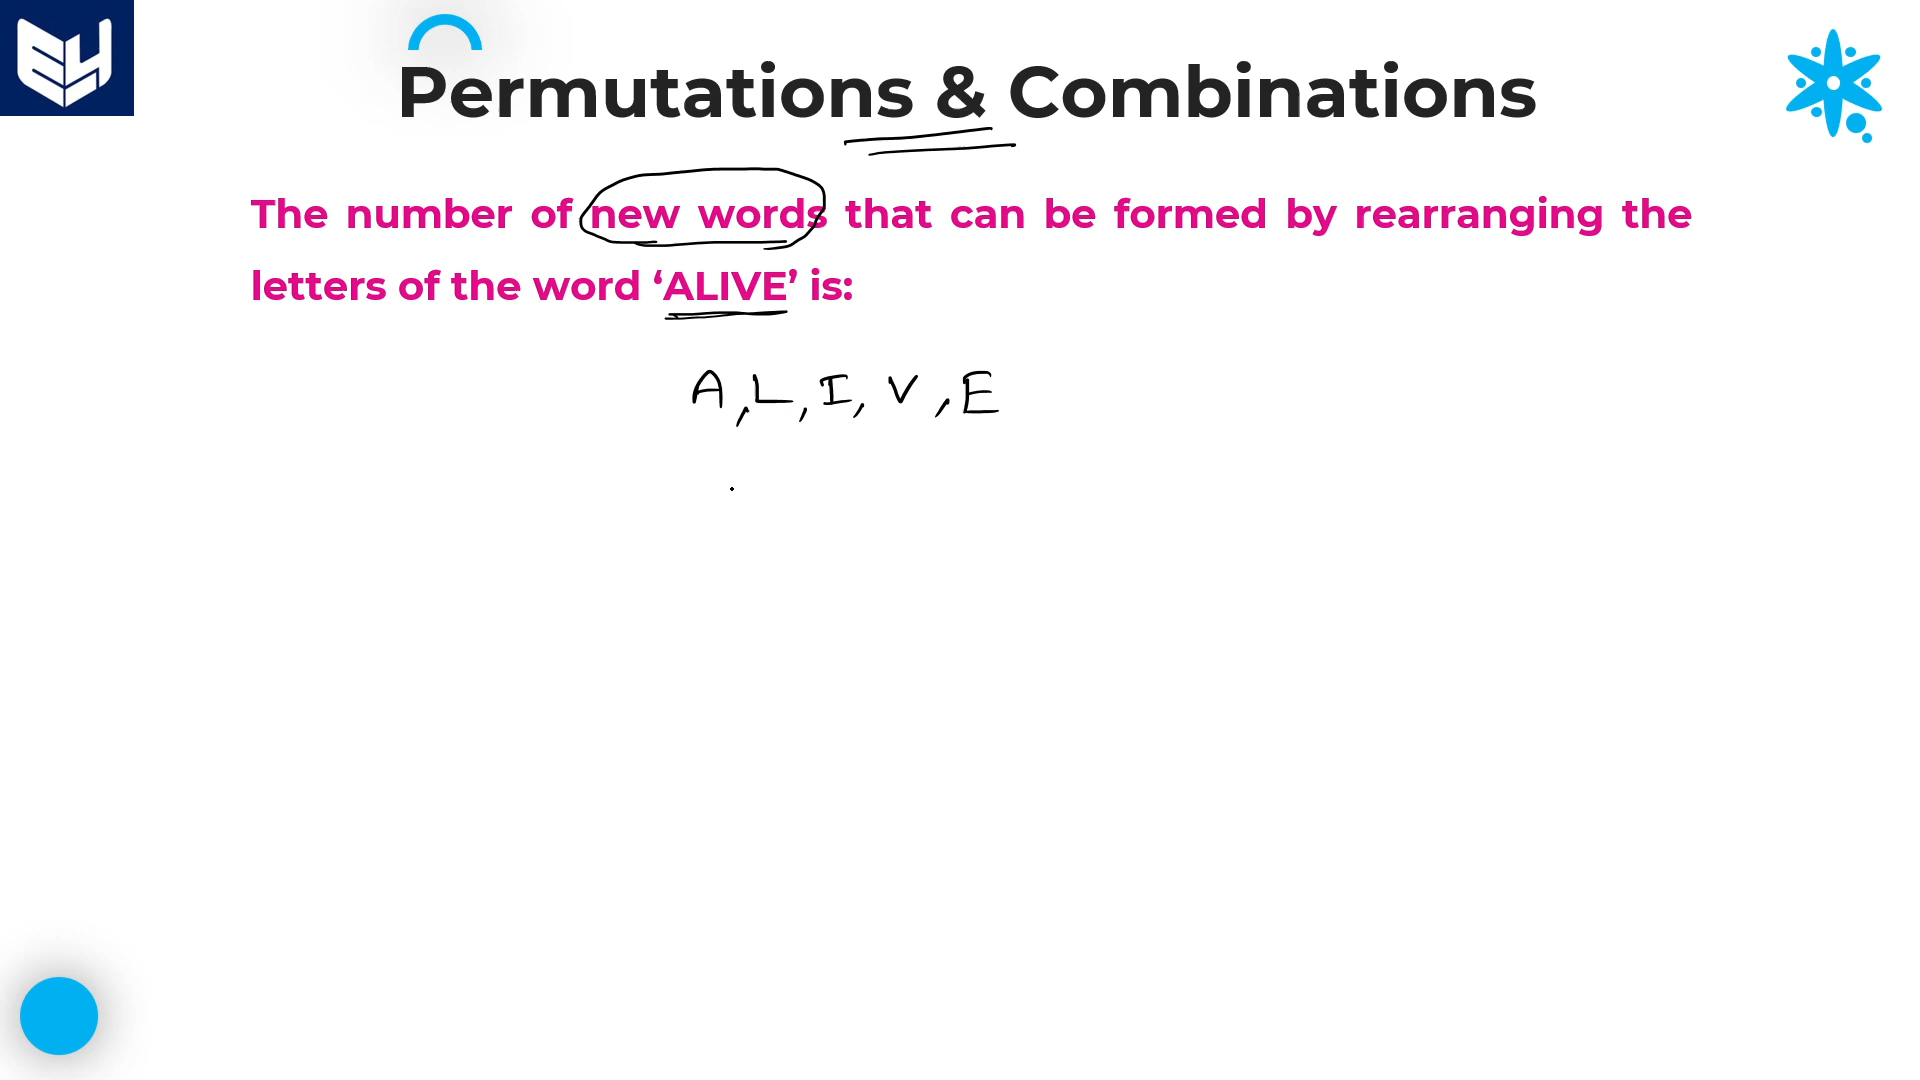 Permutations & Combinations
The number of new words that can be formed by rearranging the
letters of the word ‘ALIVE’ is:
A, L, I, V, E